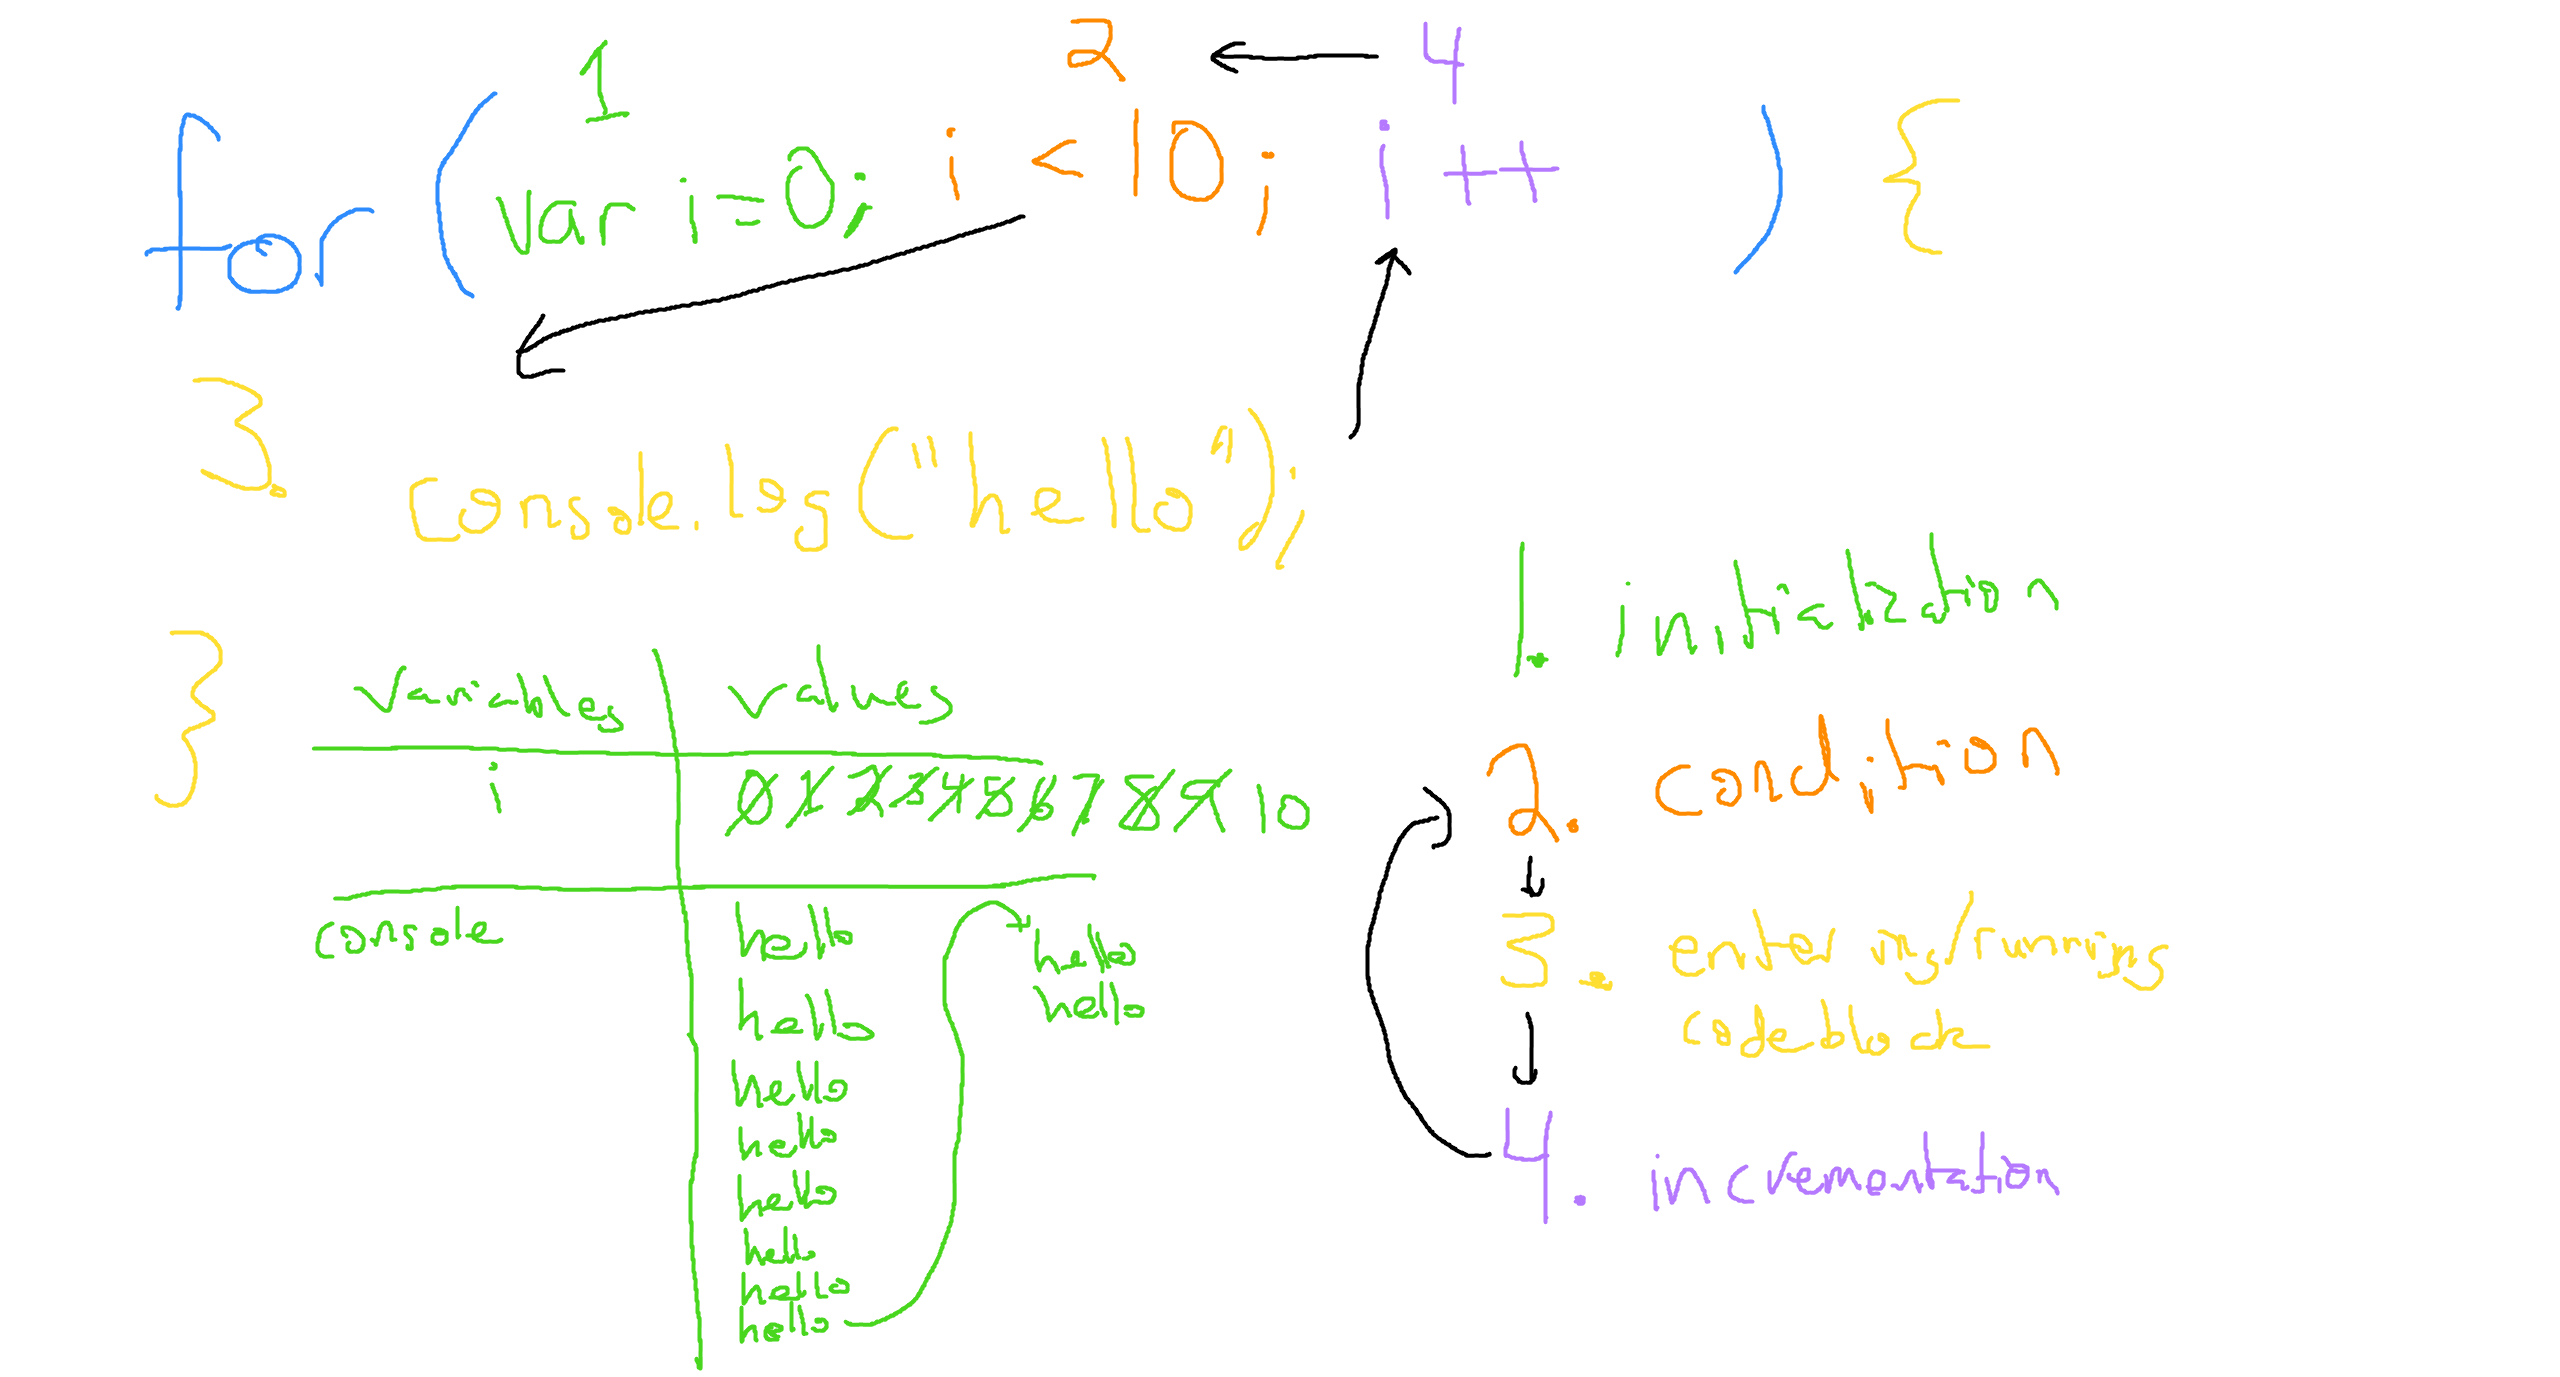 1 2 4
for ( var i=0; i < 10; i ++ ) {
3. console.log("hello");
}
variables values
i 0 1 2 3 4 5 6 7 8 9 10
console hello
hello
hello
hello
hello
hello
hello
hello
hello
hello
1. initialization
2. condition
3. entering/running
codeblock
4. incrementation